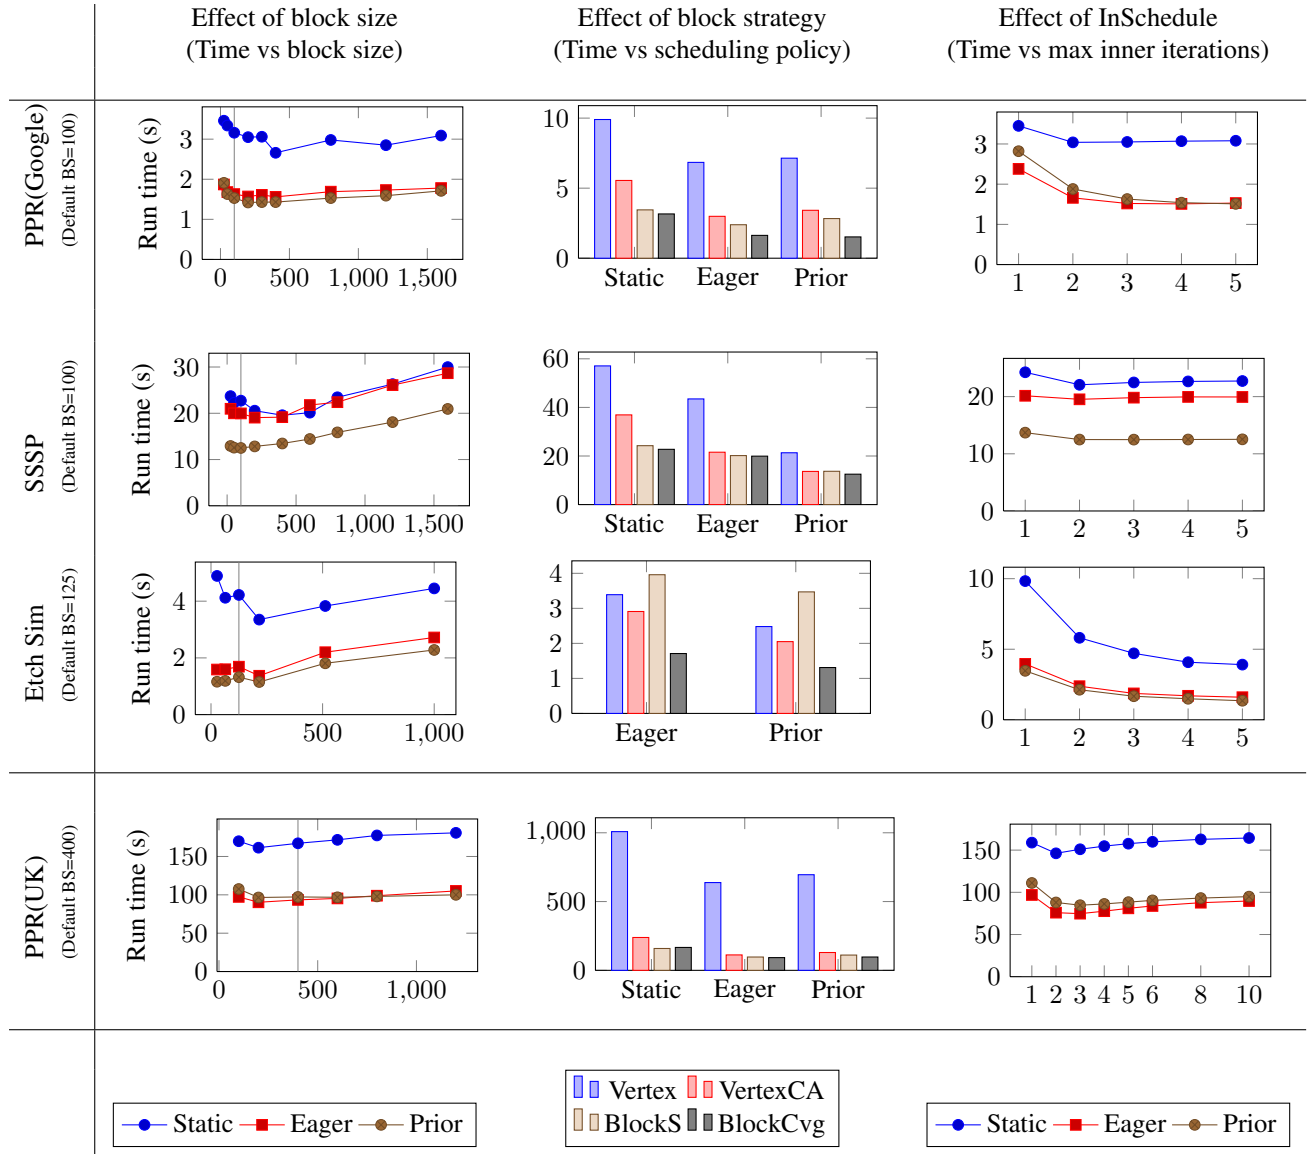 Effect of block size
(Time vs block size)
Effect of block strategy
(Time vs scheduling policy)
Effect of InSchedule
(Time vs max inner iterations)
PPR(Google)
(Default BS=100)
Run time (s)
0 1 2 3
0 500 1,000 1,500
0 5 10
Static Eager Prior
0 1 2 3
1 2 3 4 5
SSSP
(Default BS=100)
Run time (s)
0 10 20 30
0 500 1,000 1,500
0 20 40 60
Static Eager Prior
0 10 20
1 2 3 4 5
Etch Sim
(Default BS=125)
Run time (s)
0 2 4
0 500 1,000
0 1 2 3 4
Eager Prior
0 5 10
1 2 3 4 5
PPR(UK)
(Default BS=400)
Run time (s)
0 50 100 150
0 500 1,000
0 500 1,000
Static Eager Prior
0 50 100 150
1 2 3 4 5 6 8 10
Static Eager Prior
Vertex VertexCA
BlockS BlockCvg
Static Eager Prior